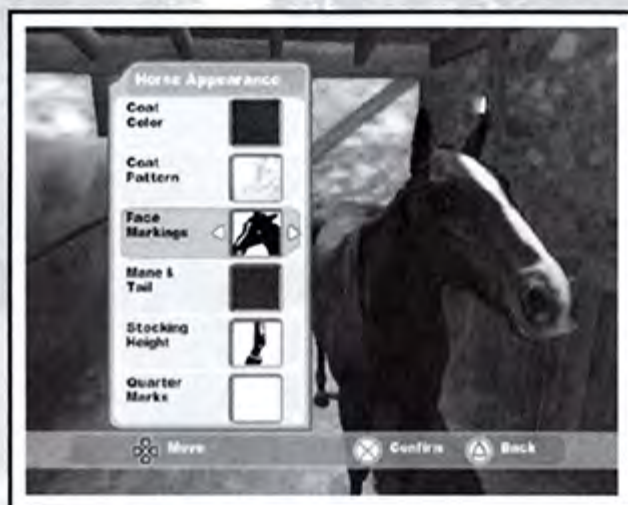 Horse Appearance
Coat
Color
Coat
Pattern
Face
Markings
Mane &
Tail
Stocking
Height
Quarter
Marks
Move Confirm Back